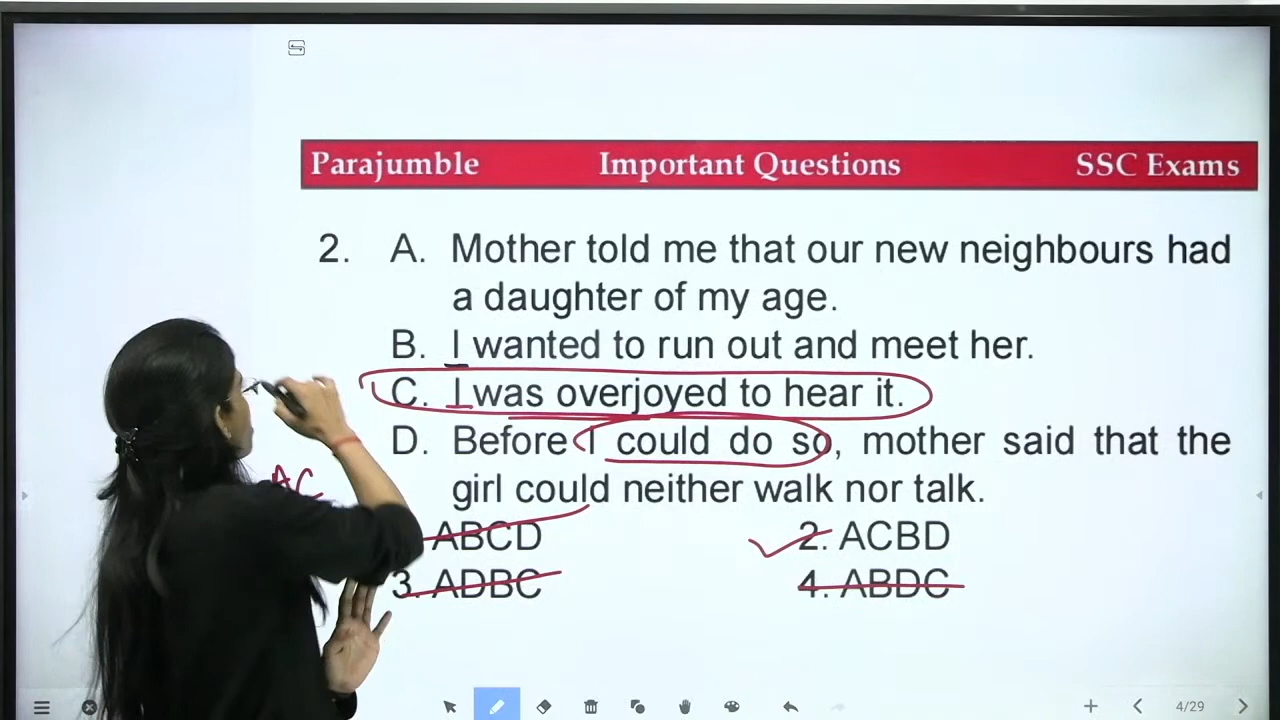 Parajumble Important Questions SSC Exams
2. A. Mother told me that our new neighbours had
a daughter of my age.
B. I wanted to run out and meet her.
C. I was overjoyed to hear it.
D. Before I could do so, mother said that the
girl could neither walk nor talk.
AC
ABCD 2. ACBD
3. ADBC 4. ABDC
4/29